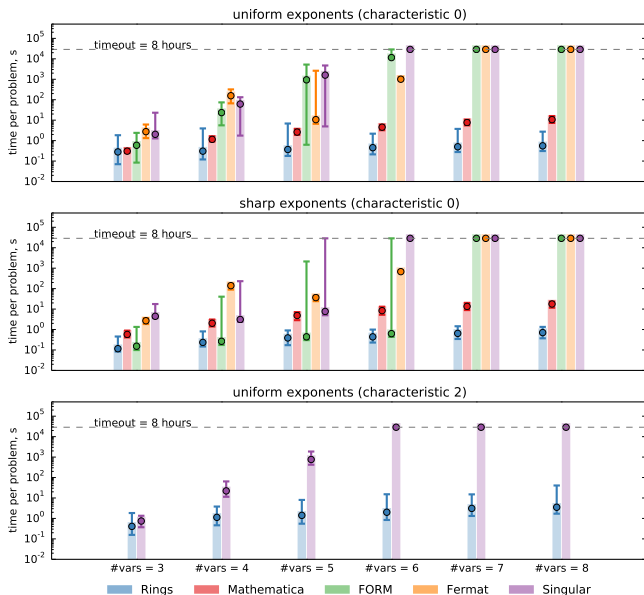 uniform exponents (characteristic 0)
time per problem, s
10^5
10^4
10^3
10^2
10^1
10^0
10^-1
10^-2
timeout = 8 hours
sharp exponents (characteristic 0)
time per problem, s
10^5
10^4
10^3
10^2
10^1
10^0
10^-1
10^-2
timeout = 8 hours
uniform exponents (characteristic 2)
time per problem, s
10^5
10^4
10^3
10^2
10^1
10^0
10^-1
10^-2
timeout = 8 hours
#vars = 3 #vars = 4 #vars = 5 #vars = 6 #vars = 7 #vars = 8
Rings Mathematica FORM Fermat Singular